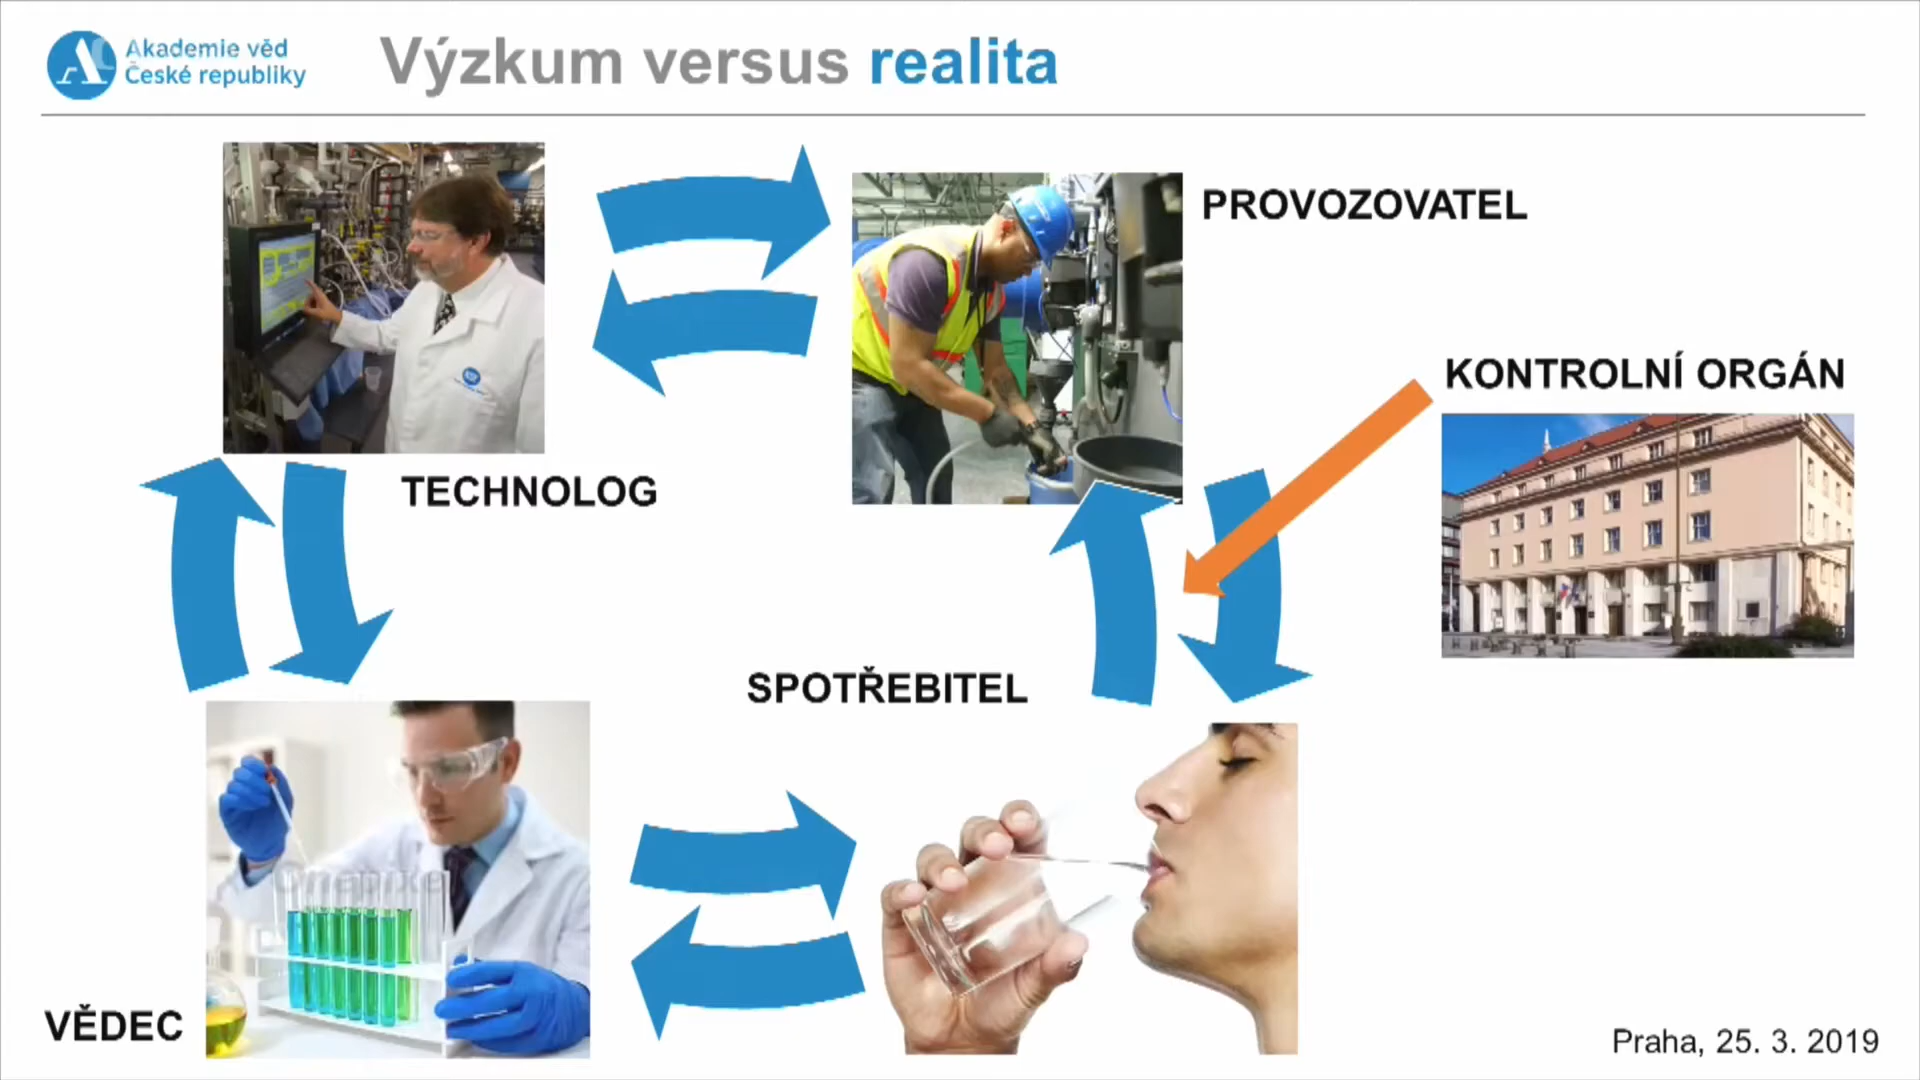 Akademie věd
České republiky
Výzkum versus realita
PROVOZOVATEL
KONTROLNÍ ORGÁN
TECHNOLOG
SPOTŘEBITEL
VĚDEC
Praha, 25. 3. 2019